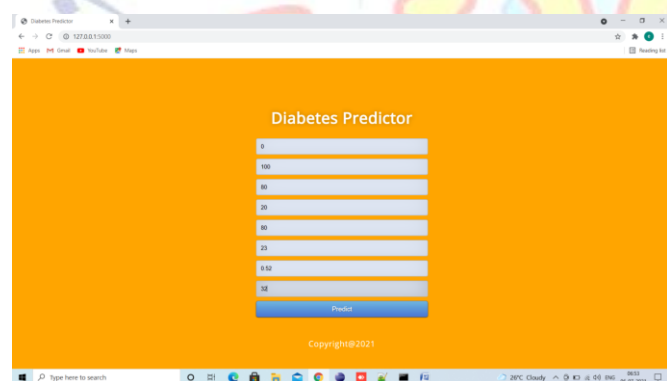 Diabetes Predictor
127.0.0.1:5000
Apps Gmail YouTube Maps Reading list
Diabetes Predictor
0
100
80
20
80
23
0.52
32
Predict
Copyright@2021
Type here to search 26°C Cloudy ENG